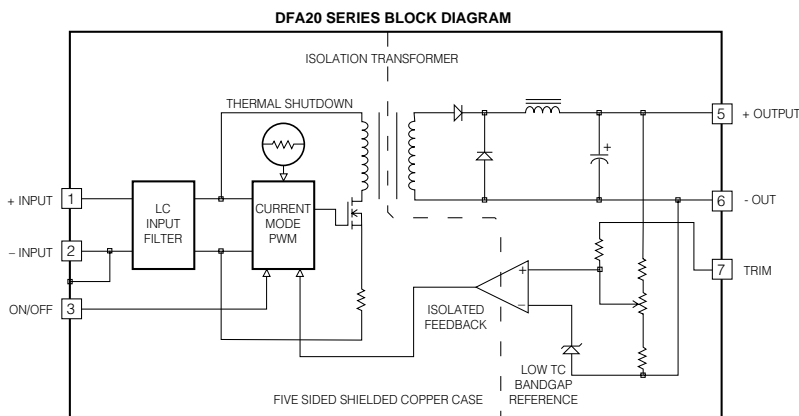 DFA20 SERIES BLOCK DIAGRAM
ISOLATION TRANSFORMER
THERMAL SHUTDOWN
5
+ OUTPUT
+
+ INPUT
1
LC
INPUT
FILTER
CURRENT
MODE
PWM
6
- OUT
– INPUT
2
7
TRIM
+
–
ON/OFF
3
ISOLATED
FEEDBACK
LOW TC
BANDGAP
REFERENCE
FIVE SIDED SHIELDED COPPER CASE